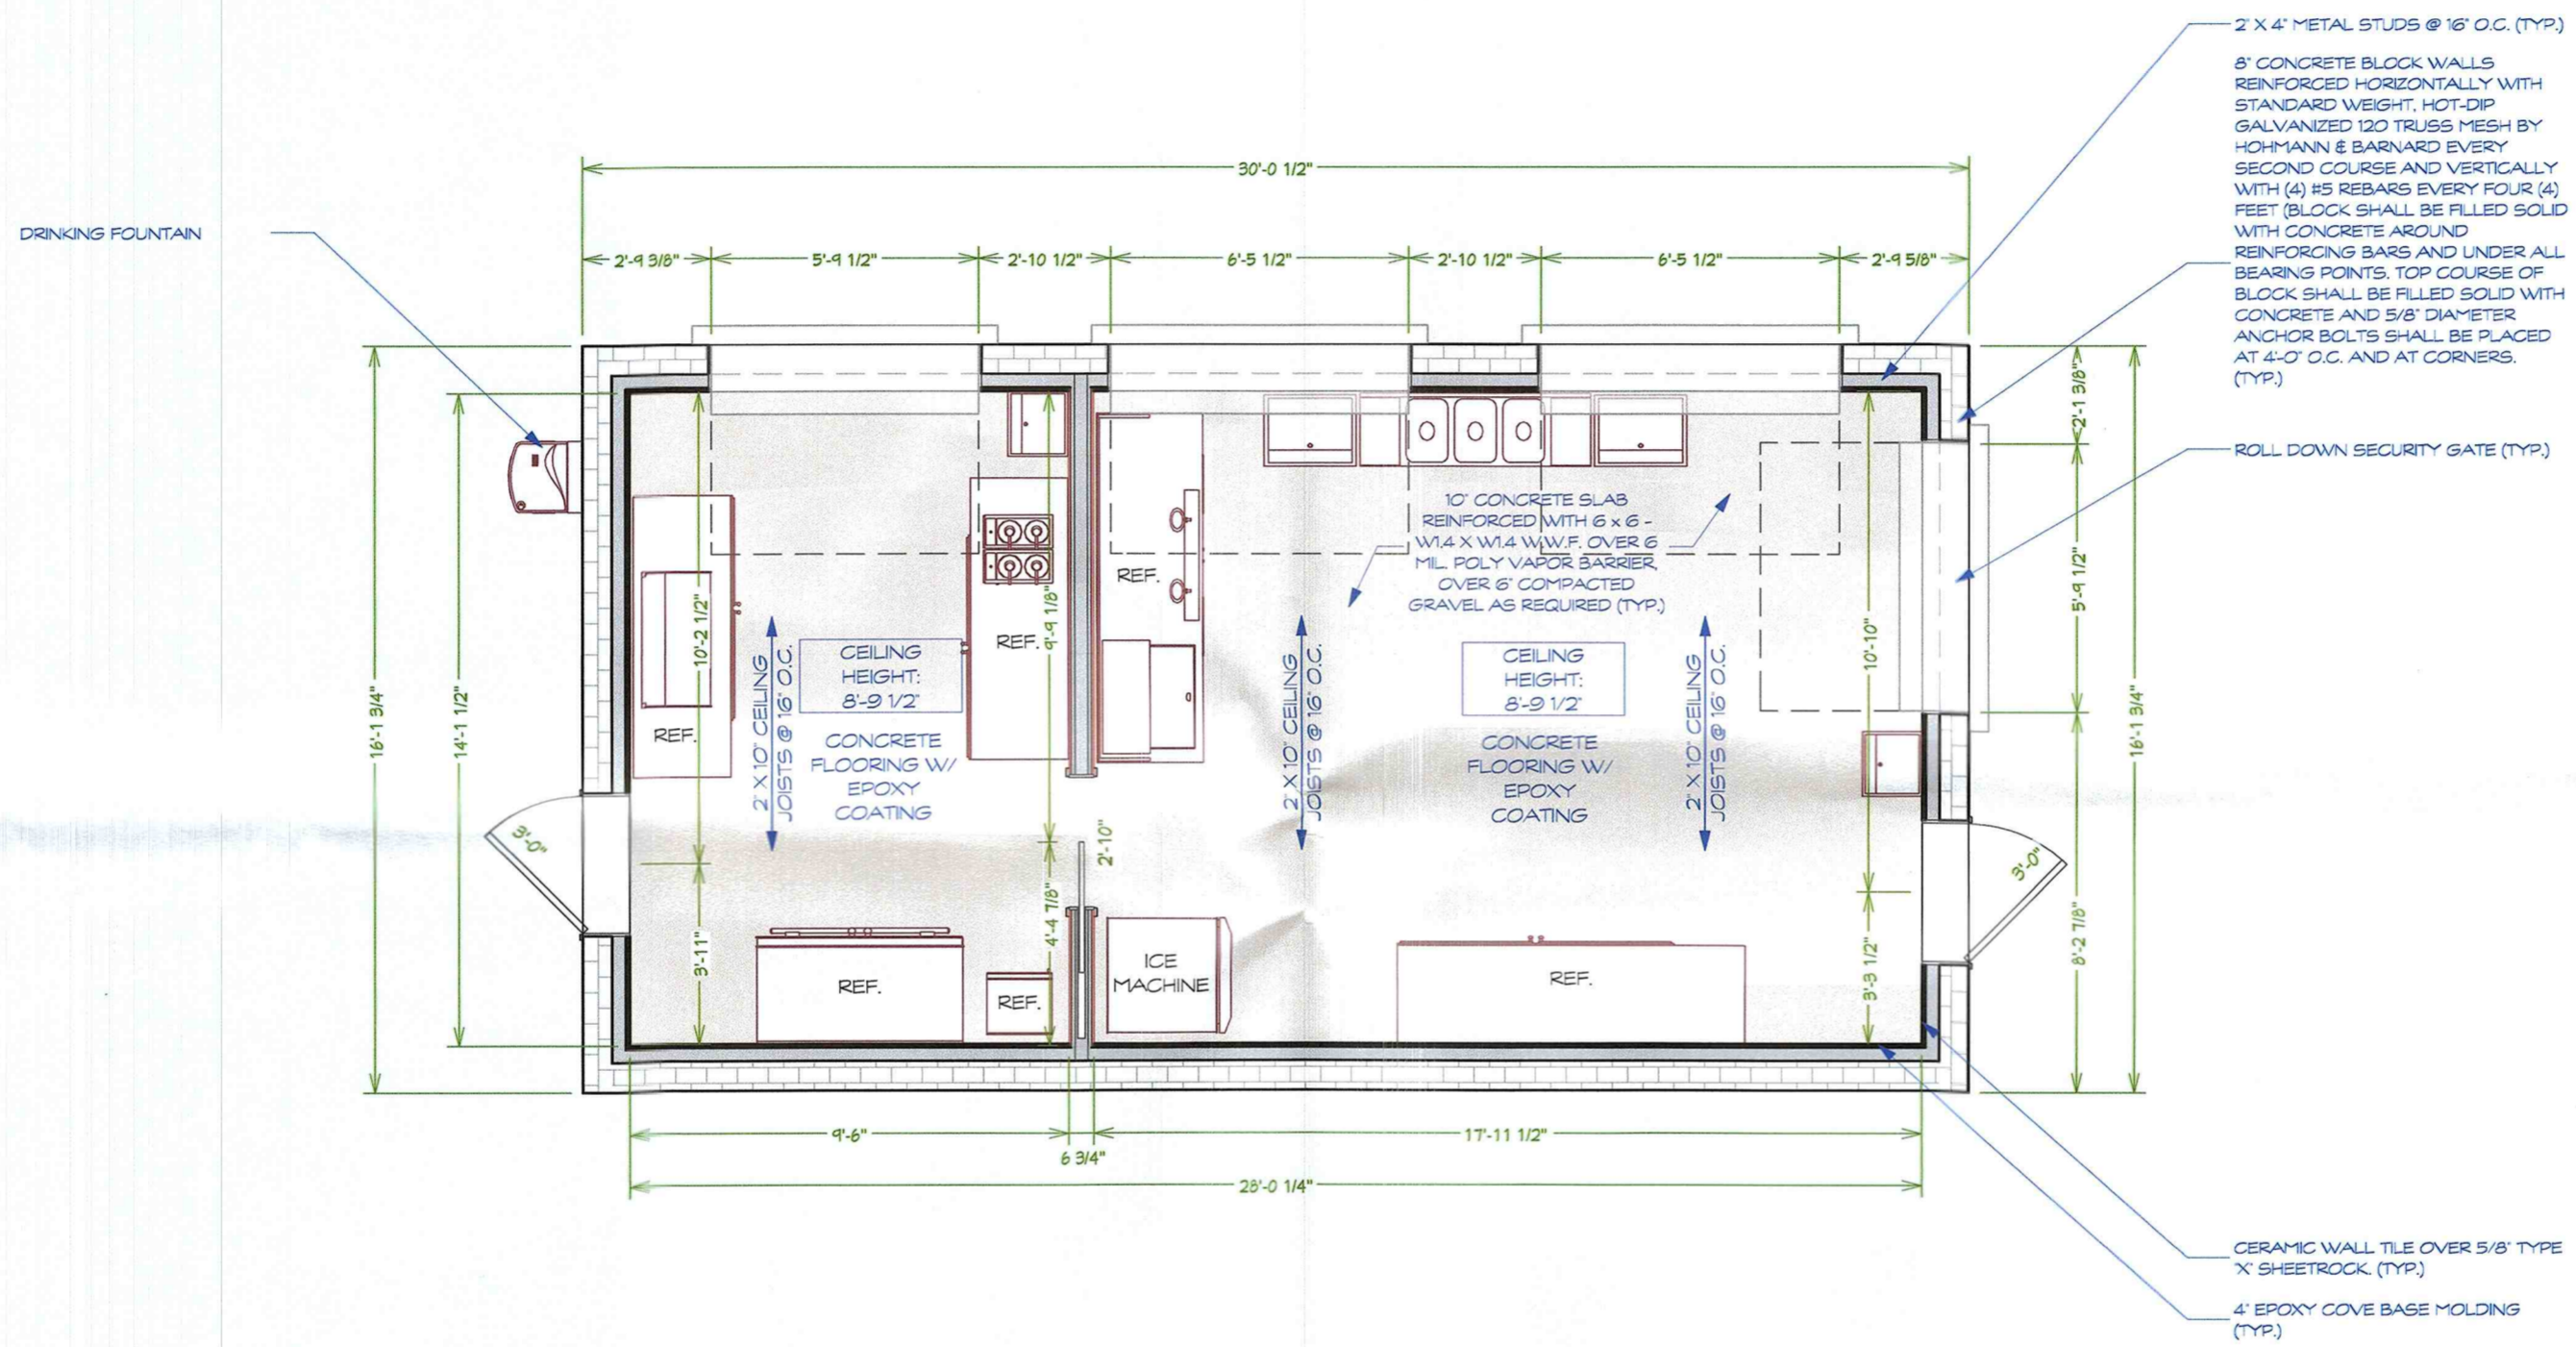 2" X 4" METAL STUDS @ 16" O.C. (TYP.)
8" CONCRETE BLOCK WALLS
REINFORCED HORIZONTALLY WITH
STANDARD WEIGHT, HOT-DIP
GALVANIZED 120 TRUSS MESH BY
HOHMANN & BARNARD EVERY
SECOND COURSE AND VERTICALLY
WITH (4) #5 REBARS EVERY FOUR (4)
FEET (BLOCK SHALL BE FILLED SOLID
WITH CONCRETE AROUND
REINFORCING BARS AND UNDER ALL
BEARING POINTS. TOP COURSE OF
BLOCK SHALL BE FILLED SOLID WITH
CONCRETE AND 5/8" DIAMETER
ANCHOR BOLTS SHALL BE PLACED
AT 4'-0" O.C. AND AT CORNERS.
(TYP.)
30'-0 1/2"
DRINKING FOUNTAIN
2'-9 3/8"
5'-9 1/2"
2'-10 1/2"
6'-5 1/2"
2'-10 1/2"
6'-5 1/2"
2'-9 5/8"
2'-1 3/8"
ROLL DOWN SECURITY GATE (TYP.)
10" CONCRETE SLAB
REINFORCED WITH 6 x 6 -
W1.4 X W1.4 W.W.F. OVER 6
MIL. POLY VAPOR BARRIER,
OVER 6" COMPACTED
GRAVEL AS REQUIRED (TYP.)
REF.
5'-9 1/2"
10'-2 1/2"
9'-9 1/8"
REF.
10'-10"
CEILING
HEIGHT:
8'-9 1/2"
CEILING
HEIGHT:
8'-9 1/2"
2" X 10" CEILING
JOISTS @ 16" O.C.
2" X 10" CEILING
JOISTS @ 16" O.C.
2" X 10" CEILING
JOISTS @ 16" O.C.
16'-1 3/4"
14'-1 1/2"
16'-1 3/4"
REF.
CONCRETE
FLOORING W/
EPOXY
COATING
CONCRETE
FLOORING W/
EPOXY
COATING
3'-0"
2'-10"
3'-0"
3'-11"
4'-4 7/8"
3'-3 1/2"
8'-2 7/8"
REF.
REF.
ICE
MACHINE
REF.
9'-6"
6 3/4"
17'-11 1/2"
28'-0 1/4"
CERAMIC WALL TILE OVER 5/8" TYPE
"X" SHEETROCK. (TYP.)
4" EPOXY COVE BASE MOLDING
(TYP.)